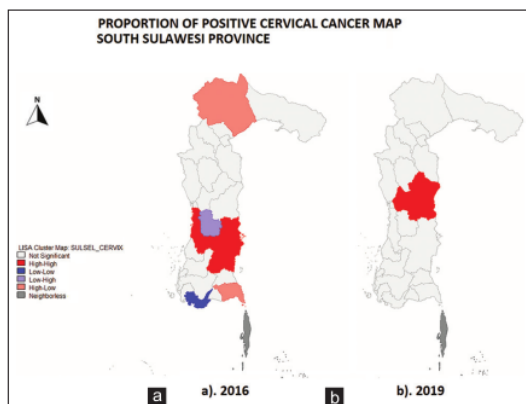 PROPORTION OF POSITIVE CERVICAL CANCER MAP
SOUTH SULAWESI PROVINCE
N
LISA Cluster Map: SULSEL_CERVIX
Not Significant
High-High
Low-Low
Low-High
High-Low
Neighborless
a a). 2016 b b). 2019